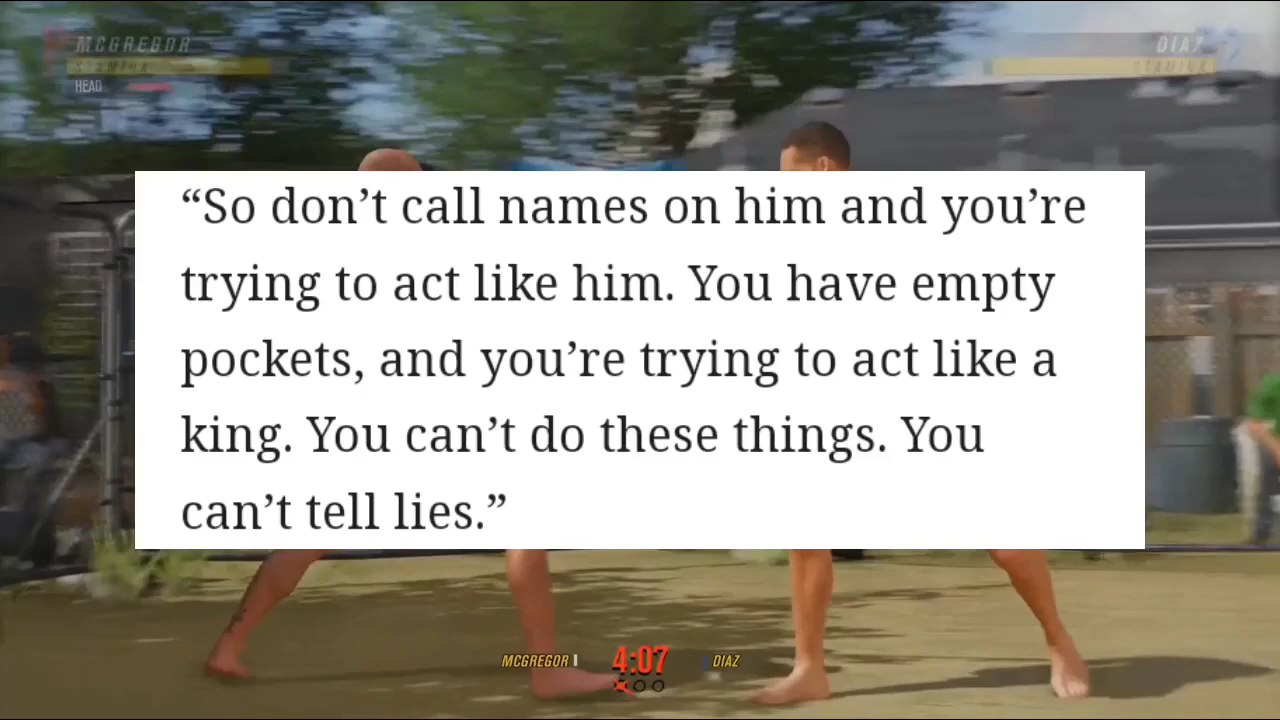 MCGREGOR
DIAZ
STAMINA
STAMINA
HEAD
“So don’t call names on him and you’re
trying to act like him. You have empty
pockets, and you’re trying to act like a
king. You can’t do these things. You
can’t tell lies.”
MCGREGOR 4:07 DIAZ